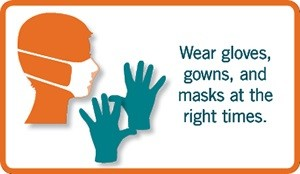 Wear gloves,
gowns, and
masks at the
right times.